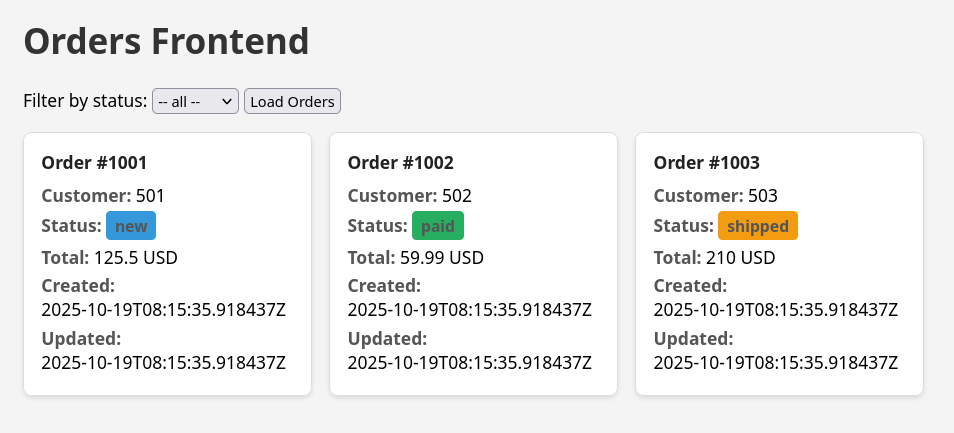 Orders Frontend
Filter by status: -- all -- Load Orders
Order #1001
Customer: 501
Status: new
Total: 125.5 USD
Created:
2025-10-19T08:15:35.918437Z
Updated:
2025-10-19T08:15:35.918437Z
Order #1002
Customer: 502
Status: paid
Total: 59.99 USD
Created:
2025-10-19T08:15:35.918437Z
Updated:
2025-10-19T08:15:35.918437Z
Order #1003
Customer: 503
Status: shipped
Total: 210 USD
Created:
2025-10-19T08:15:35.918437Z
Updated:
2025-10-19T08:15:35.918437Z